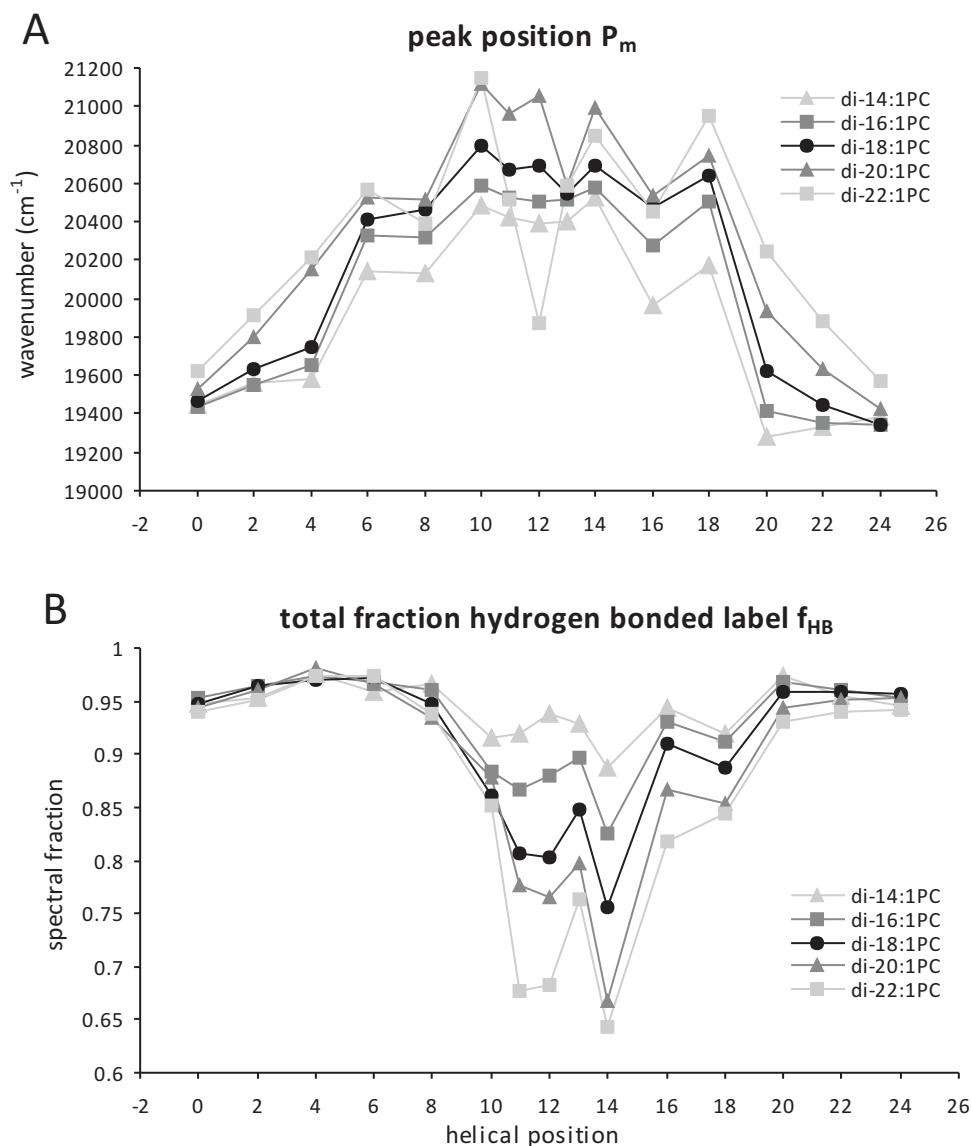 A
peak position Pm
wavenumber (cm⁻¹)
21200
21000
20800
20600
20400
20200
20000
19800
19600
19400
19200
19000
-2 0 2 4 6 8 10 12 14 16 18 20 22 24 26
di-14:1PC
di-16:1PC
di-18:1PC
di-20:1PC
di-22:1PC
B
total fraction hydrogen bonded label fHB
spectral fraction
1
0.95
0.9
0.85
0.8
0.75
0.7
0.65
0.6
-2 0 2 4 6 8 10 12 14 16 18 20 22 24 26
helical position
di-14:1PC
di-16:1PC
di-18:1PC
di-20:1PC
di-22:1PC